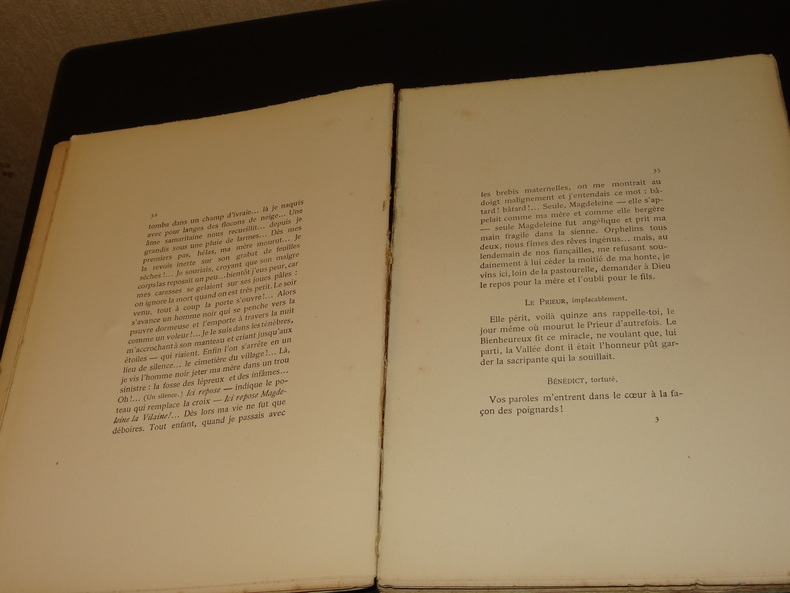 32
tomba dans un champ d'ivraie... là je naquis
avec pour langes des flocons de neige... Une
âme samaritaine nous recueillit... depuis je
grandis sous une pluie de larmes... Dès mes
premiers pas, hélas, ma mère mourut... Je
la revois inerte sur son grabat de feuilles
sèches!... Je souriais, croyant que son maigre
corps las reposait un peu... bientôt j'eus peur, car
mes caresses se gelaient sur ses joues pâles :
on ignore la mort quand on est très petit. Le soir
venu, tout à coup la porte s'ouvre!... Alors
s'avance un homme noir qui se penche vers la
pauvre dormeuse et l'emporte à travers la nuit
comme un voleur!... Je le suis dans les ténèbres,
m'accrochant à son manteau et criant jusqu'aux
étoiles — qui riaient. Enfin l'on s'arrête en un
lieu de silence... le cimetière du village!... Là,
je vis l'homme noir jeter ma mère dans un trou
sinistre : la fosse des lépreux et des infâmes...
Oh!... (Un silence.) Ici repose — indique le po-
teau qui remplace la croix — Ici repose Magde-
leine la Vilaine!... Dès lors ma vie ne fut que
déboires. Tout enfant, quand je passais avec
33
les brebis maternelles, on me montrait au
doigt malignement et j'entendais ce mot : bâ-
tard! bâtard!... Seule, Magdeleine — elle s'ap-
pelait comme ma mère et comme elle bergère
— seule Magdeleine fut angélique et prit ma
main fragile dans la sienne. Orphelins tous
deux, nous fîmes des rêves ingénus... mais, au
lendemain de nos fiançailles, me refusant sou-
dainement à lui céder la moitié de ma honte, je
vins ici, loin de la pastourelle, demander à Dieu
le repos pour la mère et l'oubli pour le fils.
Le Prieur, implacablement.
Elle périt, voilà quinze ans rappelle-toi, le
jour même où mourut le Prieur d'autrefois. Le
Bienheureux fit ce miracle, ne voulant que, lui
parti, la Vallée dont il était l'honneur pût gar-
der la sacripante qui la souillait.
Bénédict, torturé.
Vos paroles m'entrent dans le cœur à la fa-
çon des poignards!
3